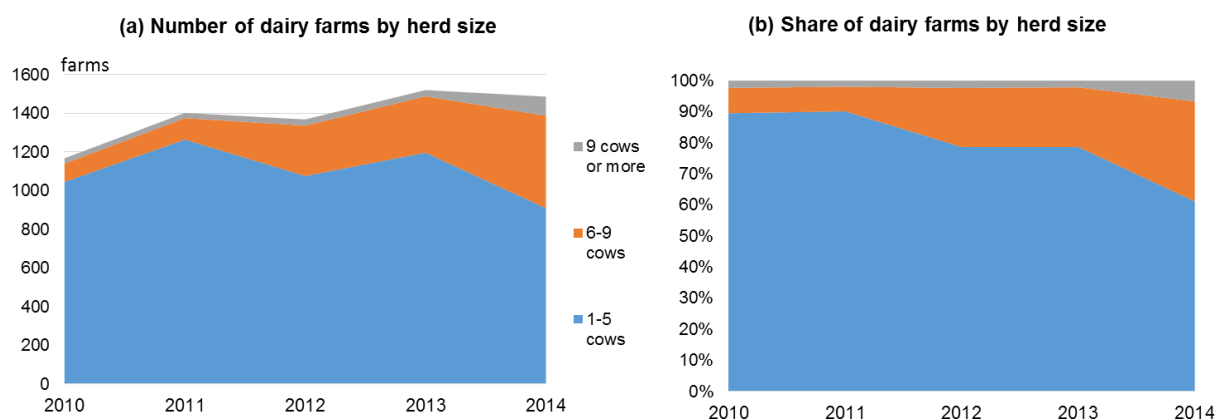 (a) Number of dairy farms by herd size
farms
1600
1400
1200
1000
800
600
400
200
0
2010 2011 2012 2013 2014
9 cows
or more
6-9
cows
1-5
cows
(b) Share of dairy farms by herd size
100%
90%
80%
70%
60%
50%
40%
30%
20%
10%
0%
2010 2011 2012 2013 2014